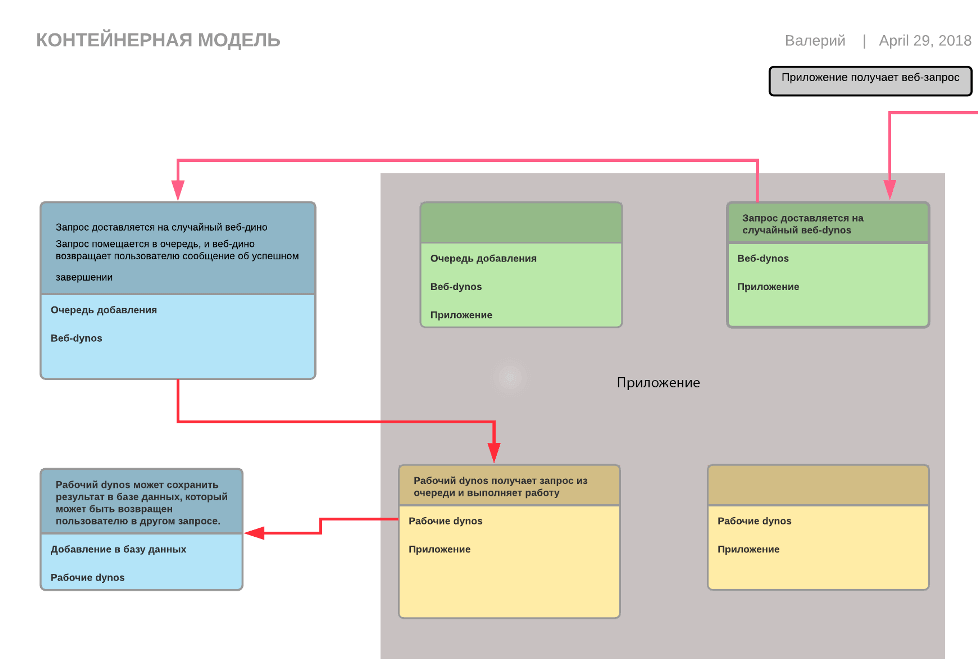 КОНТЕЙНЕРНАЯ МОДЕЛЬ
Валерий | April 29, 2018
Приложение получает веб-запрос
Запрос доставляется на случайный веб-дино
Запрос помещается в очередь, и веб-дино
возвращает пользователю сообщение об успешном
завершении
Очередь добавления
Веб-dynos
Очередь добавления
Веб-dynos
Приложение
Запрос доставляется на
случайный веб-dynos
Веб-dynos
Приложение
Приложение
Рабочий dynos может сохранить
результат в базе данных, который
может быть возвращен
пользователю в другом запросе.
Добавление в базу данных
Рабочие dynos
Рабочий dynos получает запрос из
очереди и выполняет работу
Рабочие dynos
Приложение
Рабочие dynos
Приложение